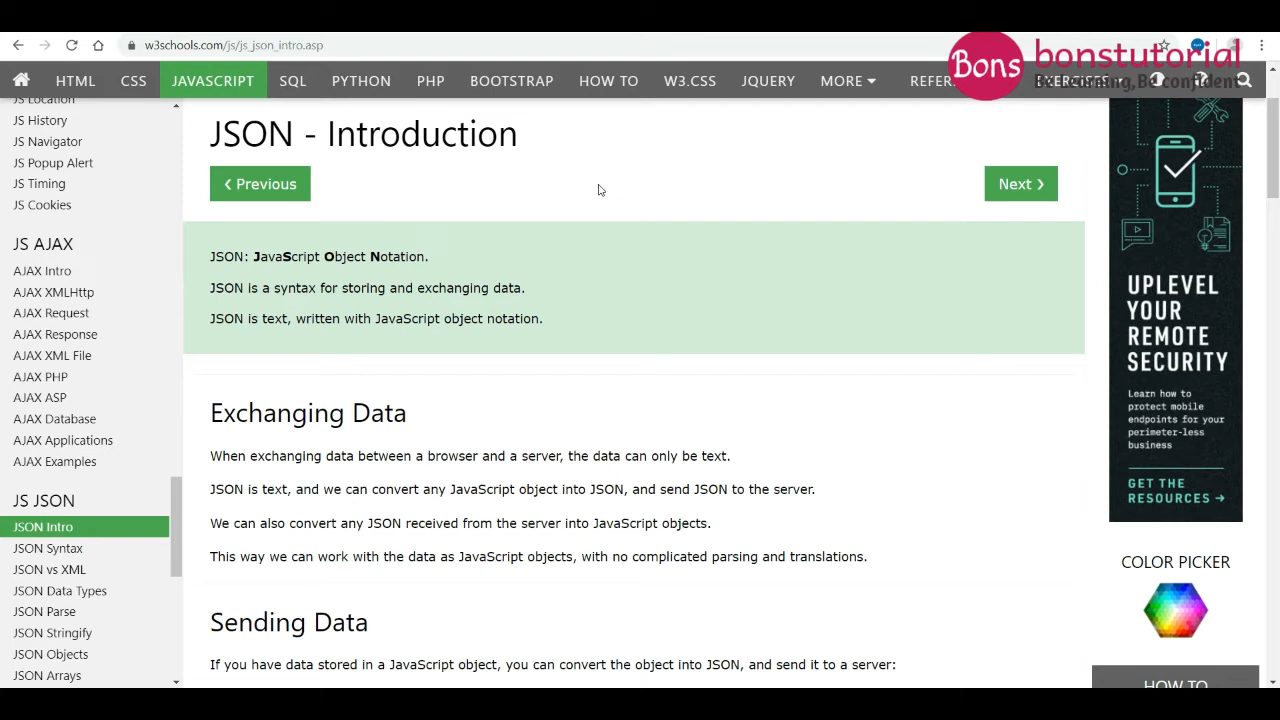 w3schools.com/js/js_json_intro.asp
Bons bonstutorial
Be learning, Be confident
HTML CSS JAVASCRIPT SQL PYTHON PHP BOOTSTRAP HOW TO W3.CSS JQUERY MORE REFER EXERCISES
JS Location
JS History
JS Navigator
JS Popup Alert
JS Timing
JS Cookies
JS AJAX
AJAX Intro
AJAX XMLHttp
AJAX Request
AJAX Response
AJAX XML File
AJAX PHP
AJAX ASP
AJAX Database
AJAX Applications
AJAX Examples
JS JSON
JSON Intro
JSON Syntax
JSON vs XML
JSON Data Types
JSON Parse
JSON Stringify
JSON Objects
JSON Arrays
JSON - Introduction
❮ Previous
Next ❯
JSON: JavaScript Object Notation.
JSON is a syntax for storing and exchanging data.
JSON is text, written with JavaScript object notation.
Exchanging Data
When exchanging data between a browser and a server, the data can only be text.
JSON is text, and we can convert any JavaScript object into JSON, and send JSON to the server.
We can also convert any JSON received from the server into JavaScript objects.
This way we can work with the data as JavaScript objects, with no complicated parsing and translations.
Sending Data
If you have data stored in a JavaScript object, you can convert the object into JSON, and send it to a server:
UPLEVEL
YOUR
REMOTE
SECURITY
Learn how to
protect mobile
endpoints for your
perimeter-less
business
GET THE
RESOURCES →
COLOR PICKER
HOW TO